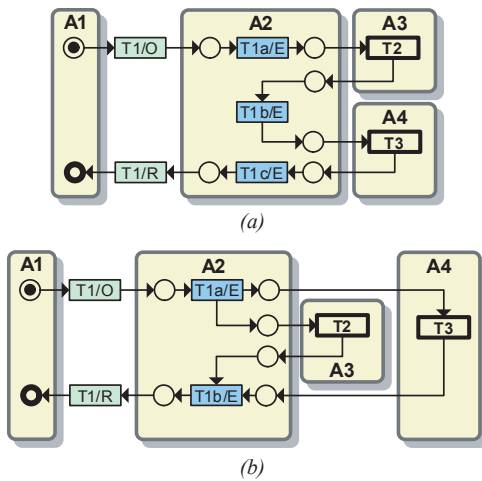 A1 A2 A3
T1/O T1a/E T2
T1b/E
A4
T3
T1/R T1c/E
(a)
A1 A2 A4
T1/O T1a/E
T2 T3
A3
T1/R T1b/E
(b)